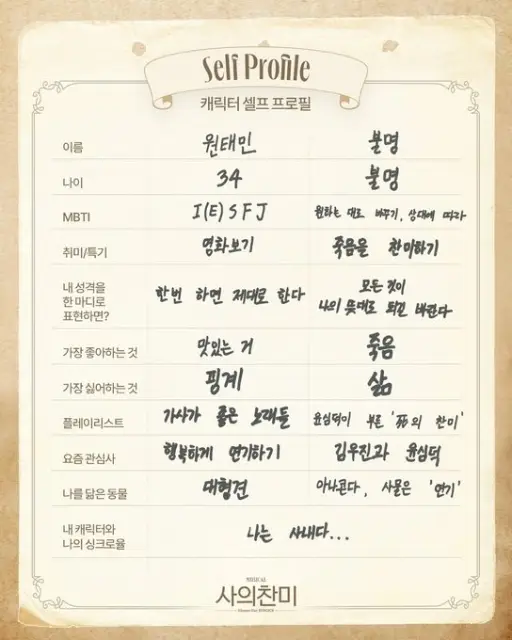 Self Profile
캐릭터 셀프 프로필
이름 원태민 불명
나이 34 불명
MBTI I(E)SFJ 원하는 대로 바꾸기, 상대에 따라
취미/특기 영화보기 죽음을 찬미하기
내 성격을
한 마디로
표현하면?
한번 하면 제대로 한다
모든 것이
나의 뜻대로 되길 바란다
가장 좋아하는 것 맛있는 거 죽음
가장 싫어하는 것 핑계 삶
플레이리스트 가사가 좋은 노래들 윤심덕이 부른 '死의 찬미'
요즘 관심사 행복하게 연기하기 김우진과 윤심덕
나를 닮은 동물 대형견 아나콘다, 사물은 '연기'
내 캐릭터와
나의 싱크로율
나는 사내다...
MUSICAL
사의찬미